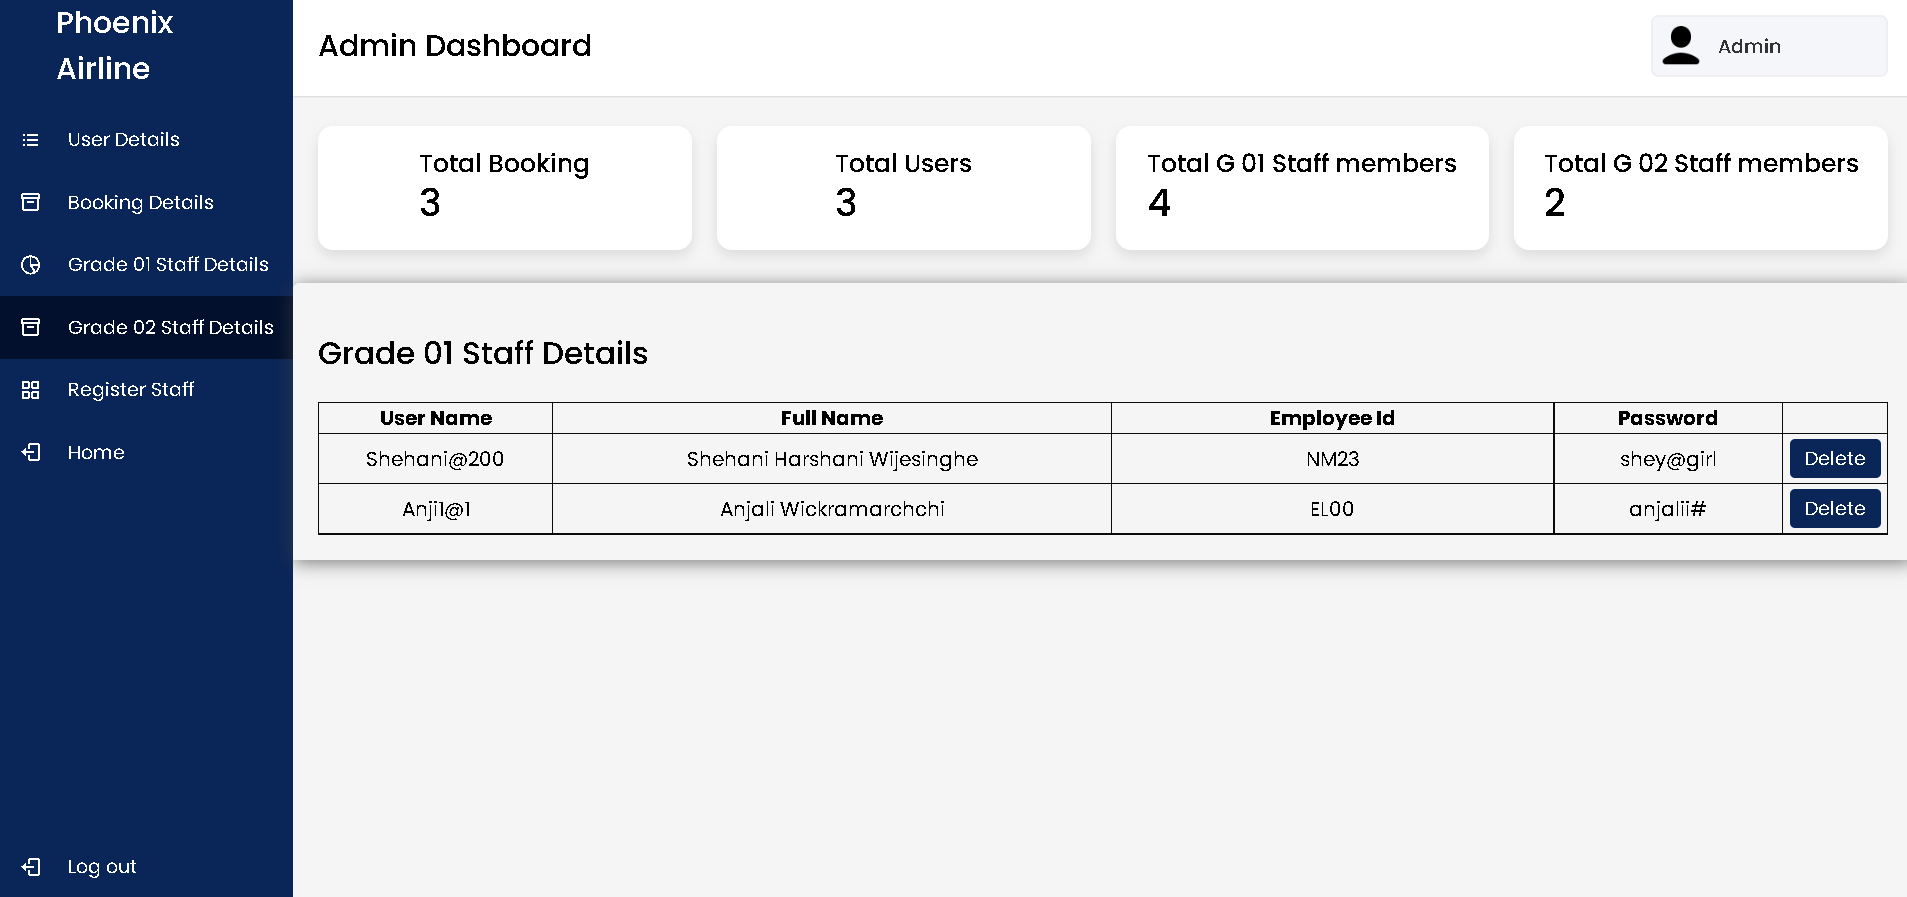 Phoenix
Airline
User Details
Booking Details
Grade 01 Staff Details
Grade 02 Staff Details
Register Staff
Home
Log out
Admin Dashboard
Admin
Total Booking
3
Total Users
3
Total G 01 Staff members
4
Total G 02 Staff members
2
Grade 01 Staff Details
User Name Full Name Employee Id Password
Shehani@200 Shehani Harshani Wijesinghe NM23 shey@girl Delete
Anji1@1 Anjali Wickramarchchi EL00 anjalii# Delete